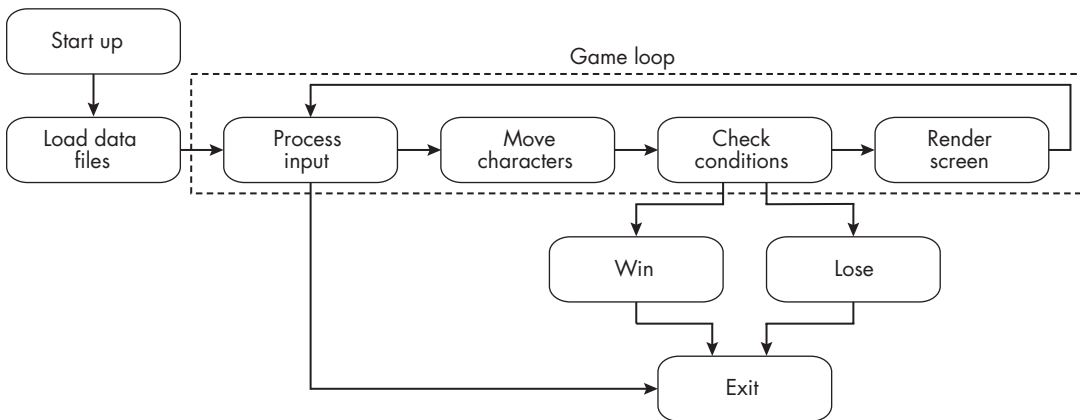 Start up
Game loop
Load data
files
Process
input
Move
characters
Check
conditions
Render
screen
Win
Lose
Exit